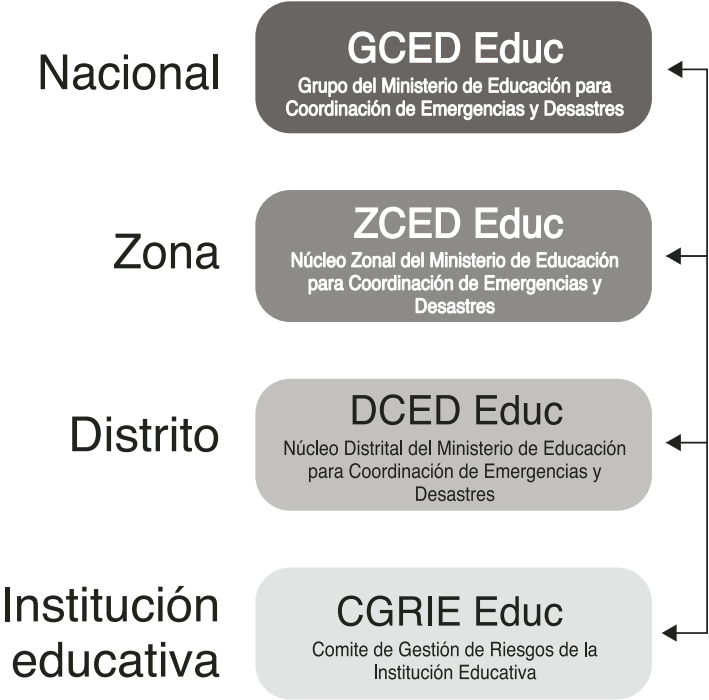 Nacional
GCED Educ
Grupo del Ministerio de Educación para
Coordinación de Emergencias y Desastres
Zona
ZCED Educ
Núcleo Zonal del Ministerio de Educación
para Coordinación de Emergencias y
Desastres
Distrito
DCED Educ
Núcleo Distrital del Ministerio de Educación
para Coordinación de Emergencias y
Desastres
Institución
educativa
CGRIE Educ
Comite de Gestión de Riesgos de la
Institución Educativa